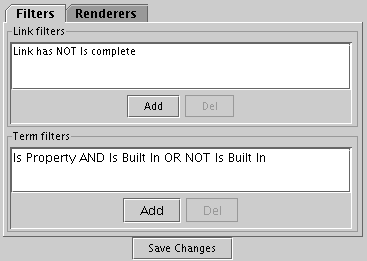 Filters Renderers
Link filters
Link has NOT Is complete
Add Del
Term filters
Is Property AND Is Built In OR NOT Is Built In
Add Del
Save Changes